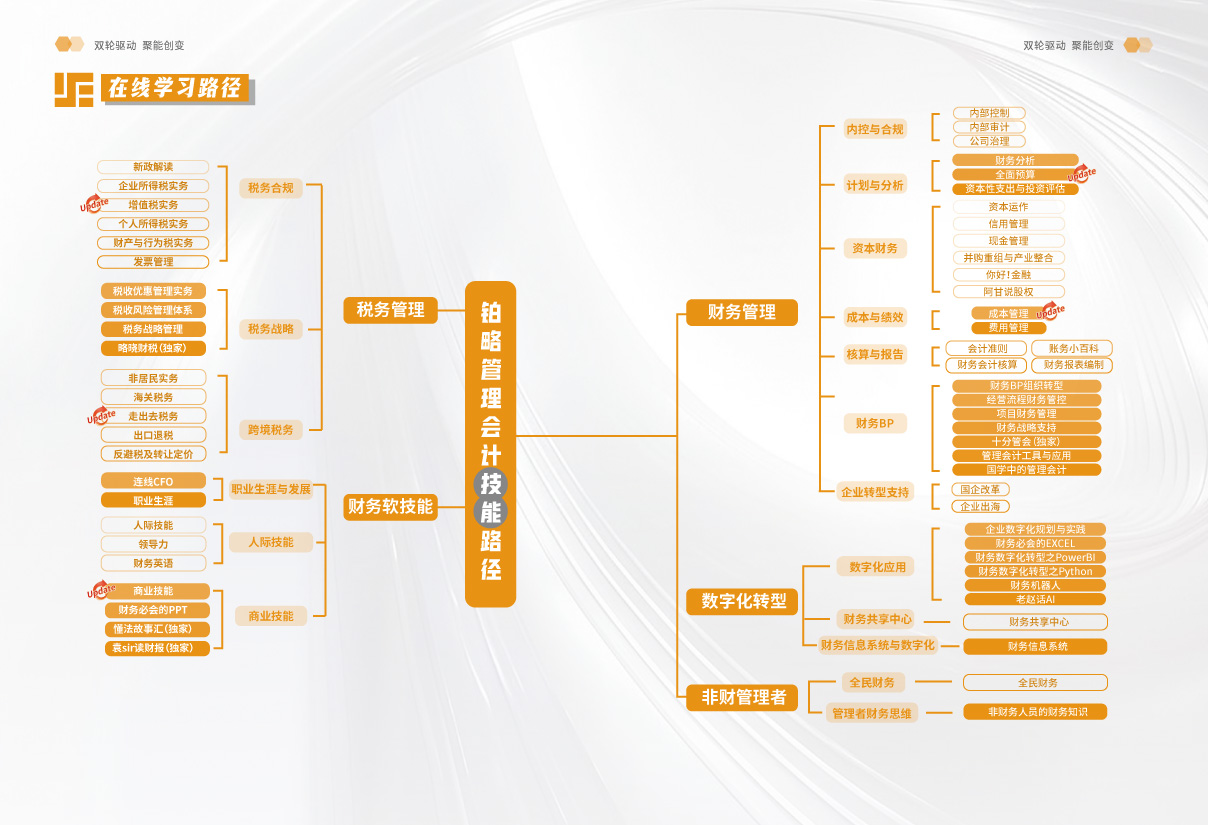 双轮驱动 聚能创变
双轮驱动 聚能创变
在线学习路径
铂略管理会计技能路径
税务管理
税务合规
新政解读
企业所得税实务
Update
增值税实务
个人所得税实务
财产与行为税实务
发票管理
税务战略
税收优惠管理实务
税收风险管理体系
税务战略管理
略晓财税(独家)
跨境税务
非居民实务
海关税务
Update
走出去税务
出口退税
反避税及转让定价
财务软技能
职业生涯与发展
连线CFO
职业生涯
人际技能
人际技能
领导力
财务英语
商业技能
Update
商业技能
财务必会的PPT
懂法故事汇(独家)
袁sir读财报(独家)
财务管理
内控与合规
内部控制
内部审计
公司治理
计划与分析
财务分析
全面预算
Update
资本性支出与投资评估
资本财务
资本运作
信用管理
现金管理
并购重组与产业整合
你好!金融
阿甘说股权
成本与绩效
成本管理
Update
费用管理
核算与报告
会计准则
账务小百科
财务会计核算
财务报表编制
财务BP
财务BP组织转型
经营流程财务管控
项目财务管理
财务战略支持
十分管会(独家)
管理会计工具与应用
国学中的管理会计
企业转型支持
国企改革
企业出海
数字化转型
数字化应用
企业数字化规划与实践
财务必会的EXCEL
财务数字化转型之PowerBI
财务数字化转型之Python
财务机器人
老赵话AI
财务共享中心
财务共享中心
财务信息系统与数字化
财务信息系统
非财管理者
全民财务
全民财务
管理者财务思维
非财务人员的财务知识